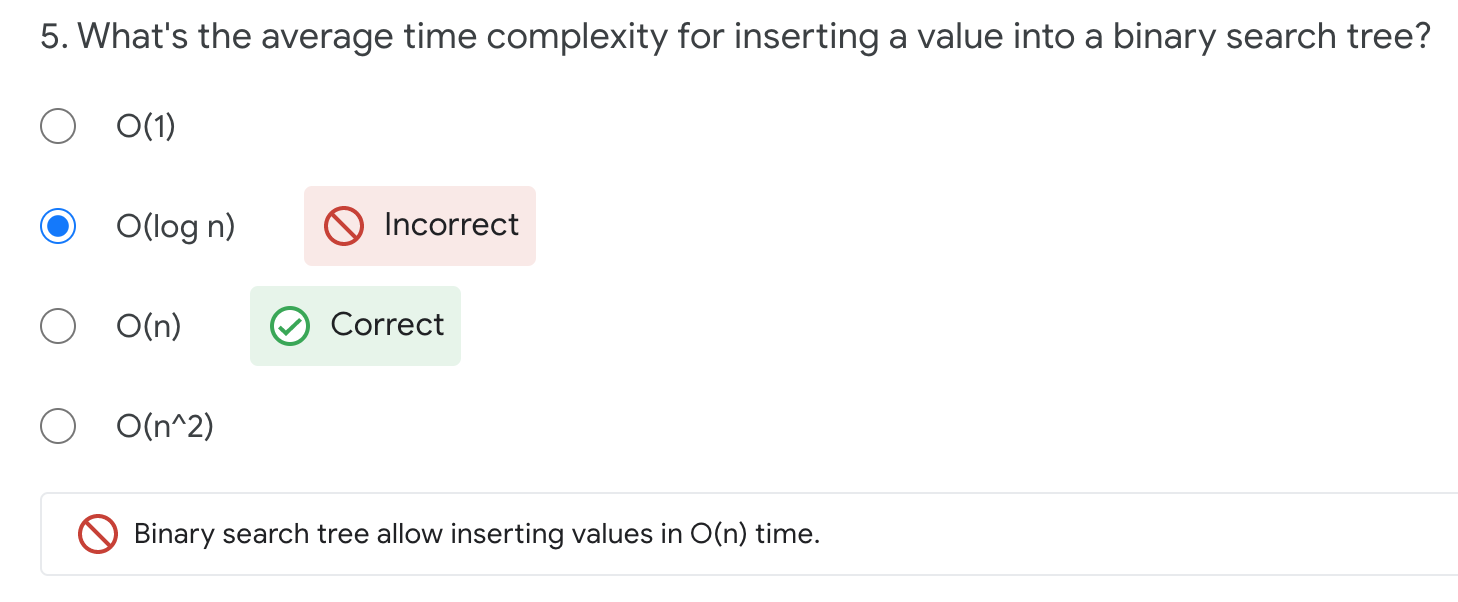 5. What's the average time complexity for inserting a value into a binary search tree?
O(1)
O(log n) Incorrect
O(n) Correct
O(n^2)
Binary search tree allow inserting values in O(n) time.